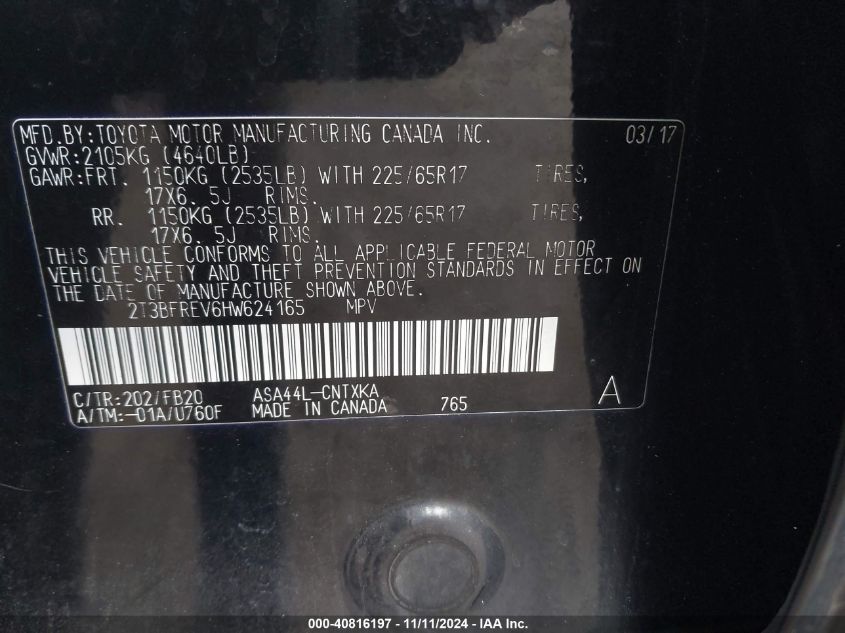 MFD.BY:TOYOTA MOTOR MANUFACTURING CANADA INC. 03/17
GVWR:2105KG (4640LB)
GAWR:FRT. 1150KG (2535LB) WITH 225/65R17 TIRES,
17X6. 5J RIMS.
RR. 1150KG (2535LB) WITH 225/65R17 TIRES,
17X6. 5J RIMS.
THIS VEHICLE CONFORMS TO ALL APPLICABLE FEDERAL MOTOR
VEHICLE SAFETY AND THEFT PREVENTION STANDARDS IN EFFECT ON
THE DATE OF MANUFACTURE SHOWN ABOVE.
2T3BFREV6HW624165 MPV
C/TR:202/FB20 ASA44L-CNTXKA A
A/TM:-01A/U760F MADE IN CANADA 765
000-40816197 - 11/11/2024 - IAA Inc.